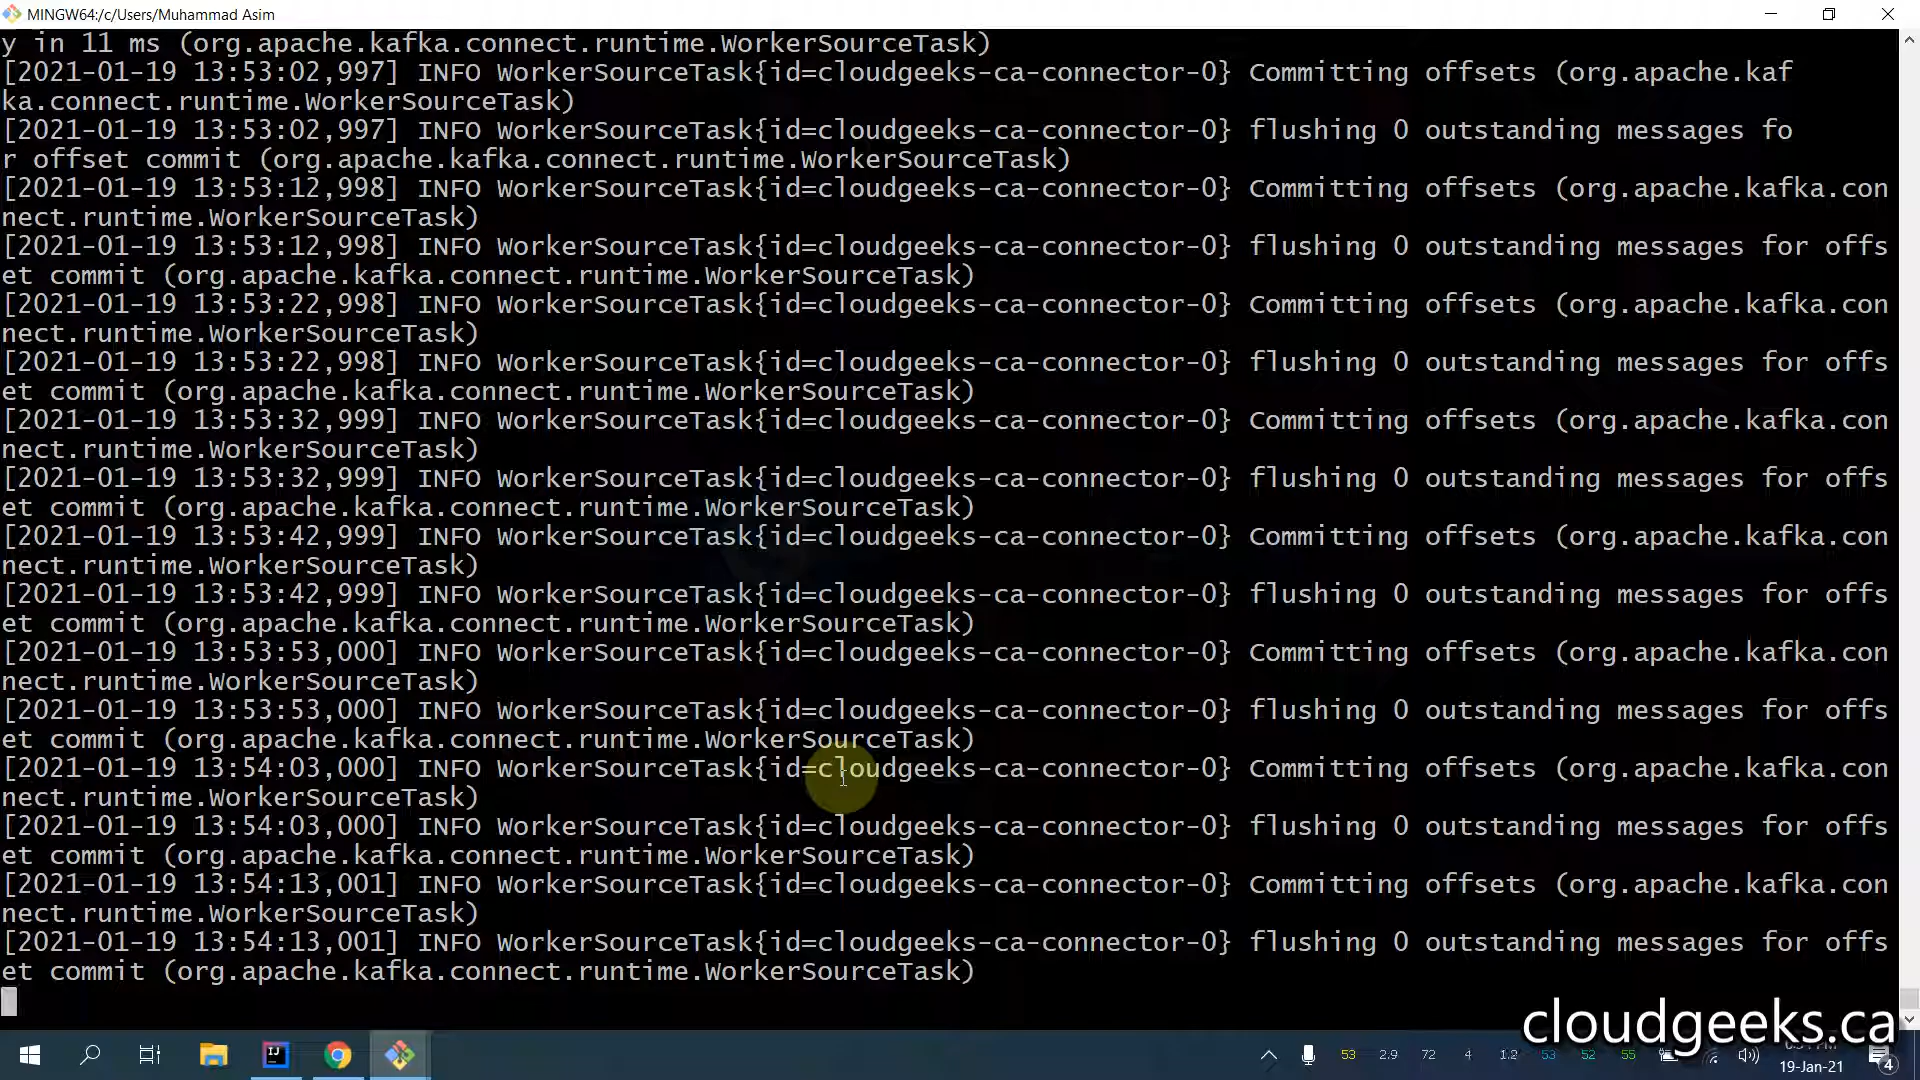 MINGW64:/c/Users/Muhammad Asim
y in 11 ms (org.apache.kafka.connect.runtime.WorkerSourceTask)
[2021-01-19 13:53:02,997] INFO WorkerSourceTask{id=cloudgeeks-ca-connector-0} Committing offsets (org.apache.kaf
ka.connect.runtime.WorkerSourceTask)
[2021-01-19 13:53:02,997] INFO WorkerSourceTask{id=cloudgeeks-ca-connector-0} flushing 0 outstanding messages fo
r offset commit (org.apache.kafka.connect.runtime.WorkerSourceTask)
[2021-01-19 13:53:12,998] INFO WorkerSourceTask{id=cloudgeeks-ca-connector-0} Committing offsets (org.apache.kafka.con
nect.runtime.WorkerSourceTask)
[2021-01-19 13:53:12,998] INFO WorkerSourceTask{id=cloudgeeks-ca-connector-0} flushing 0 outstanding messages for offs
et commit (org.apache.kafka.connect.runtime.WorkerSourceTask)
[2021-01-19 13:53:22,998] INFO WorkerSourceTask{id=cloudgeeks-ca-connector-0} Committing offsets (org.apache.kafka.con
nect.runtime.WorkerSourceTask)
[2021-01-19 13:53:22,998] INFO WorkerSourceTask{id=cloudgeeks-ca-connector-0} flushing 0 outstanding messages for offs
et commit (org.apache.kafka.connect.runtime.WorkerSourceTask)
[2021-01-19 13:53:32,999] INFO WorkerSourceTask{id=cloudgeeks-ca-connector-0} Committing offsets (org.apache.kafka.con
nect.runtime.WorkerSourceTask)
[2021-01-19 13:53:32,999] INFO WorkerSourceTask{id=cloudgeeks-ca-connector-0} flushing 0 outstanding messages for offs
et commit (org.apache.kafka.connect.runtime.WorkerSourceTask)
[2021-01-19 13:53:42,999] INFO WorkerSourceTask{id=cloudgeeks-ca-connector-0} Committing offsets (org.apache.kafka.con
nect.runtime.WorkerSourceTask)
[2021-01-19 13:53:42,999] INFO WorkerSourceTask{id=cloudgeeks-ca-connector-0} flushing 0 outstanding messages for offs
et commit (org.apache.kafka.connect.runtime.WorkerSourceTask)
[2021-01-19 13:53:53,000] INFO WorkerSourceTask{id=cloudgeeks-ca-connector-0} Committing offsets (org.apache.kafka.con
nect.runtime.WorkerSourceTask)
[2021-01-19 13:53:53,000] INFO WorkerSourceTask{id=cloudgeeks-ca-connector-0} flushing 0 outstanding messages for offs
et commit (org.apache.kafka.connect.runtime.WorkerSourceTask)
[2021-01-19 13:54:03,000] INFO WorkerSourceTask{id=cloudgeeks-ca-connector-0} Committing offsets (org.apache.kafka.con
nect.runtime.WorkerSourceTask)
[2021-01-19 13:54:03,000] INFO WorkerSourceTask{id=cloudgeeks-ca-connector-0} flushing 0 outstanding messages for offs
et commit (org.apache.kafka.connect.runtime.WorkerSourceTask)
[2021-01-19 13:54:13,001] INFO WorkerSourceTask{id=cloudgeeks-ca-connector-0} Committing offsets (org.apache.kafka.con
nect.runtime.WorkerSourceTask)
[2021-01-19 13:54:13,001] INFO WorkerSourceTask{id=cloudgeeks-ca-connector-0} flushing 0 outstanding messages for offs
et commit (org.apache.kafka.connect.runtime.WorkerSourceTask)
cloudgeeks.ca
IJ
53 2.9 72 4 1.2 53 52 55
19-Jan-21
4